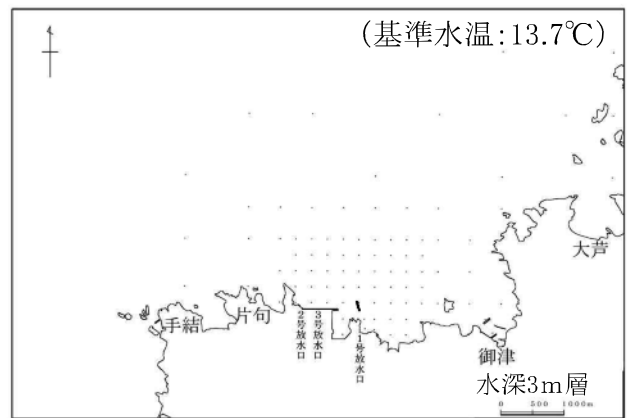 (基準水温:13.7℃)
大芦
手結
片句
2号放水口
3号放水口
1号放水口
御津
水深3m層
0 500 1000m